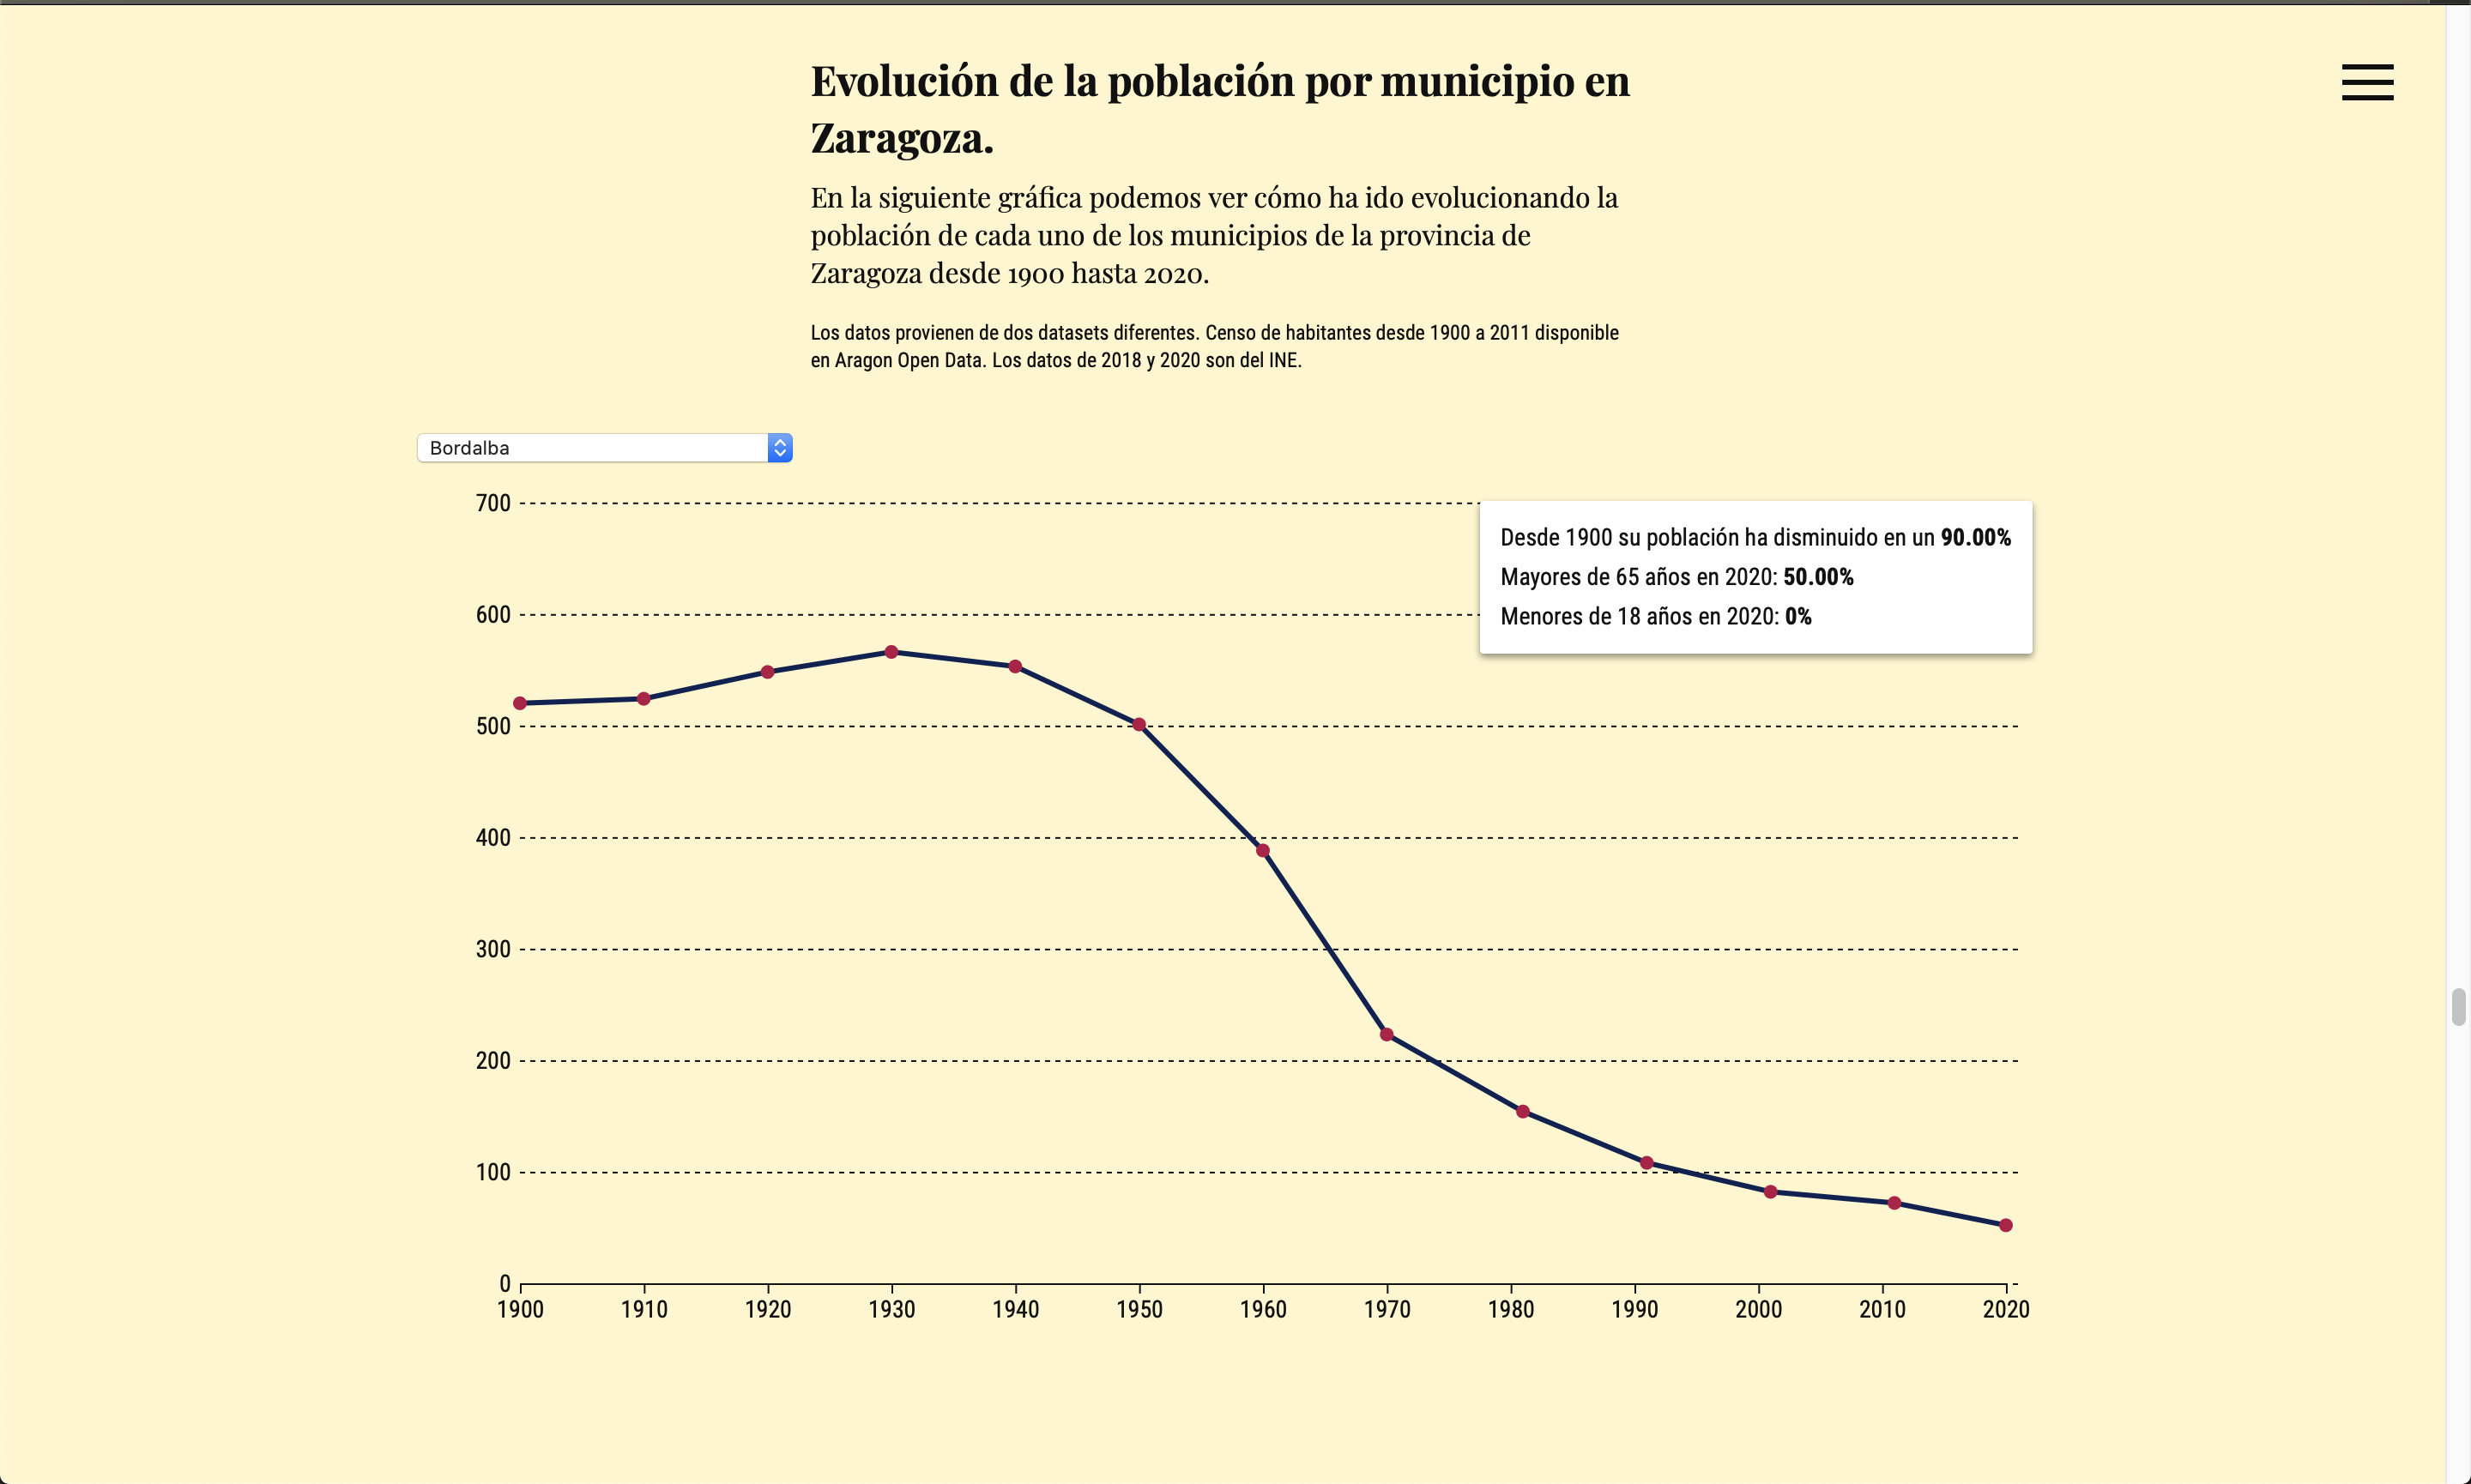 Evolución de la población por municipio en
Zaragoza.
En la siguiente gráfica podemos ver cómo ha ido evolucionando la
población de cada uno de los municipios de la provincia de
Zaragoza desde 1900 hasta 2020.
Los datos provienen de dos datasets diferentes. Censo de habitantes desde 1900 a 2011 disponible
en Aragon Open Data. Los datos de 2018 y 2020 son del INE.
Bordalba
Desde 1900 su población ha disminuido en un 90.00%
Mayores de 65 años en 2020: 50.00%
Menores de 18 años en 2020: 0%
700
600
500
400
300
200
100
0
1900 1910 1920 1930 1940 1950 1960 1970 1980 1990 2000 2010 2020